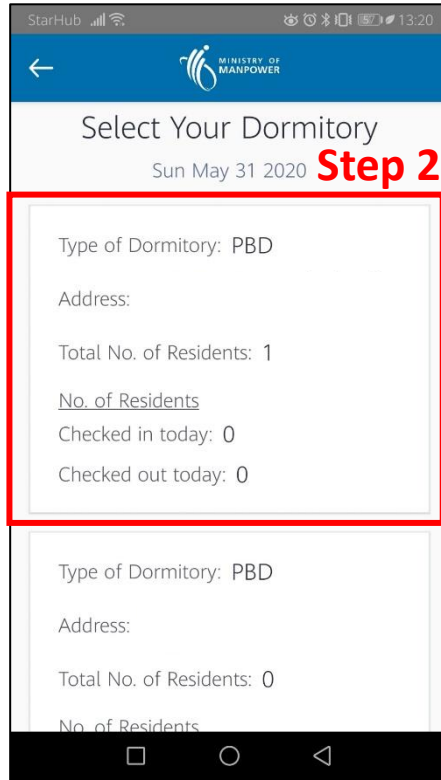 StarHub 57 13:20
MINISTRY OF
MANPOWER
Select Your Dormitory
Sun May 31 2020 Step 2
Type of Dormitory: PBD
Address:
Total No. of Residents: 1
No. of Residents
Checked in today: 0
Checked out today: 0
Type of Dormitory: PBD
Address:
Total No. of Residents: 0
No. of Residents